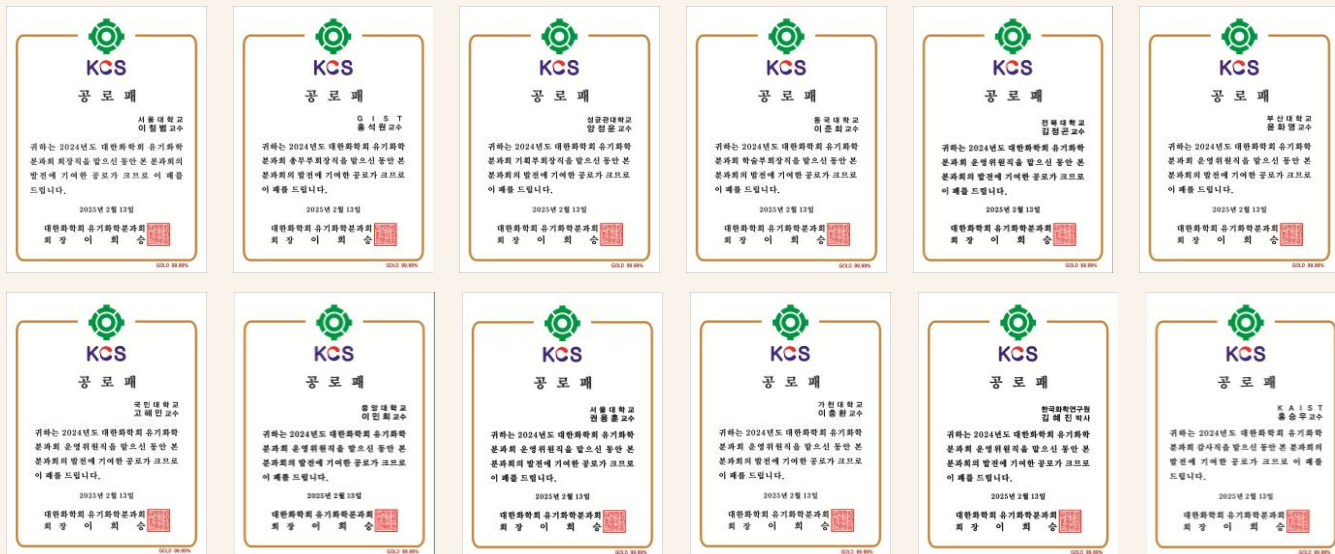 KCS
공 로 패
서 울 대 학 교
이 철 범 교수
귀하는 2024년도 대한화학회 유기화학
분과회 회장직을 맡으신 동안 본 분과회의
발전에 기여한 공로가 크므로 이 패를
드립니다.
2025년 2월 13일
대한화학회 유기화학분과회
회 장 이 희 승
GOLD 99.99%
KCS
공 로 패
G I S T
홍 석 원 교수
귀하는 2024년도 대한화학회 유기화학
분과회 총무부회장직을 맡으신 동안 본
분과회의 발전에 기여한 공로가 크므로
이 패를 드립니다.
2025년 2월 13일
대한화학회 유기화학분과회
회 장 이 희 승
GOLD 99.99%
KCS
공 로 패
성균관대학교
양 정 운 교수
귀하는 2024년도 대한화학회 유기화학
분과회 기획부회장직을 맡으신 동안 본
분과회의 발전에 기여한 공로가 크므로
이 패를 드립니다.
2025년 2월 13일
대한화학회 유기화학분과회
회 장 이 희 승
GOLD 99.99%
KCS
공 로 패
동 국 대 학 교
이 준 희 교수
귀하는 2024년도 대한화학회 유기화학
분과회 학술부회장직을 맡으신 동안 본
분과회의 발전에 기여한 공로가 크므로
이 패를 드립니다.
2025년 2월 13일
대한화학회 유기화학분과회
회 장 이 희 승
GOLD 99.99%
KCS
공 로 패
전 북 대 학 교
김 정 곤 교수
귀하는 2024년도 대한화학회 유기화학
분과회 운영위원직을 맡으신 동안 본
분과회의 발전에 기여한 공로가 크므로
이 패를 드립니다.
2025년 2월 13일
대한화학회 유기화학분과회
회 장 이 희 승
GOLD 99.99%
KCS
공 로 패
부 산 대 학 교
윤 화 영 교수
귀하는 2024년도 대한화학회 유기화학
분과회 운영위원직을 맡으신 동안 본
분과회의 발전에 기여한 공로가 크므로
이 패를 드립니다.
2025년 2월 13일
대한화학회 유기화학분과회
회 장 이 희 승
GOLD 99.99%
KCS
공 로 패
국 민 대 학 교
고 혜 민 교수
귀하는 2024년도 대한화학회 유기화학
분과회 운영위원직을 맡으신 동안 본
분과회의 발전에 기여한 공로가 크므로
이 패를 드립니다.
2025년 2월 13일
대한화학회 유기화학분과회
회 장 이 희 승
GOLD 99.99%
KCS
공 로 패
중 앙 대 학 교
이 민 희 교수
귀하는 2024년도 대한화학회 유기화학
분과회 운영위원직을 맡으신 동안 본
분과회의 발전에 기여한 공로가 크므로
이 패를 드립니다.
2025년 2월 13일
대한화학회 유기화학분과회
회 장 이 희 승
GOLD 99.99%
KCS
공 로 패
서 울 대 학 교
권 용 훈 교수
귀하는 2024년도 대한화학회 유기화학
분과회 운영위원직을 맡으신 동안 본
분과회의 발전에 기여한 공로가 크므로
이 패를 드립니다.
2025년 2월 13일
대한화학회 유기화학분과회
회 장 이 희 승
GOLD 99.99%
KCS
공 로 패
가 천 대 학 교
이 충 환 교수
귀하는 2024년도 대한화학회 유기화학
분과회 운영위원직을 맡으신 동안 본
분과회의 발전에 기여한 공로가 크므로
이 패를 드립니다.
2025년 2월 13일
대한화학회 유기화학분과회
회 장 이 희 승
GOLD 99.99%
KCS
공 로 패
한국화학연구원
김 혜 진 박사
귀하는 2024년도 대한화학회 유기화학
분과회 운영위원직을 맡으신 동안 본
분과회의 발전에 기여한 공로가 크므로
이 패를 드립니다.
2025년 2월 13일
대한화학회 유기화학분과회
회 장 이 희 승
GOLD 99.99%
KCS
공 로 패
K A I S T
홍 승 우 교수
귀하는 2024년도 대한화학회 유기화학
분과회 감사직을 맡으신 동안 본 분과회의
발전에 기여한 공로가 크므로 이 패를
드립니다.
2025년 2월 13일
대한화학회 유기화학분과회
회 장 이 희 승
GOLD 99.99%